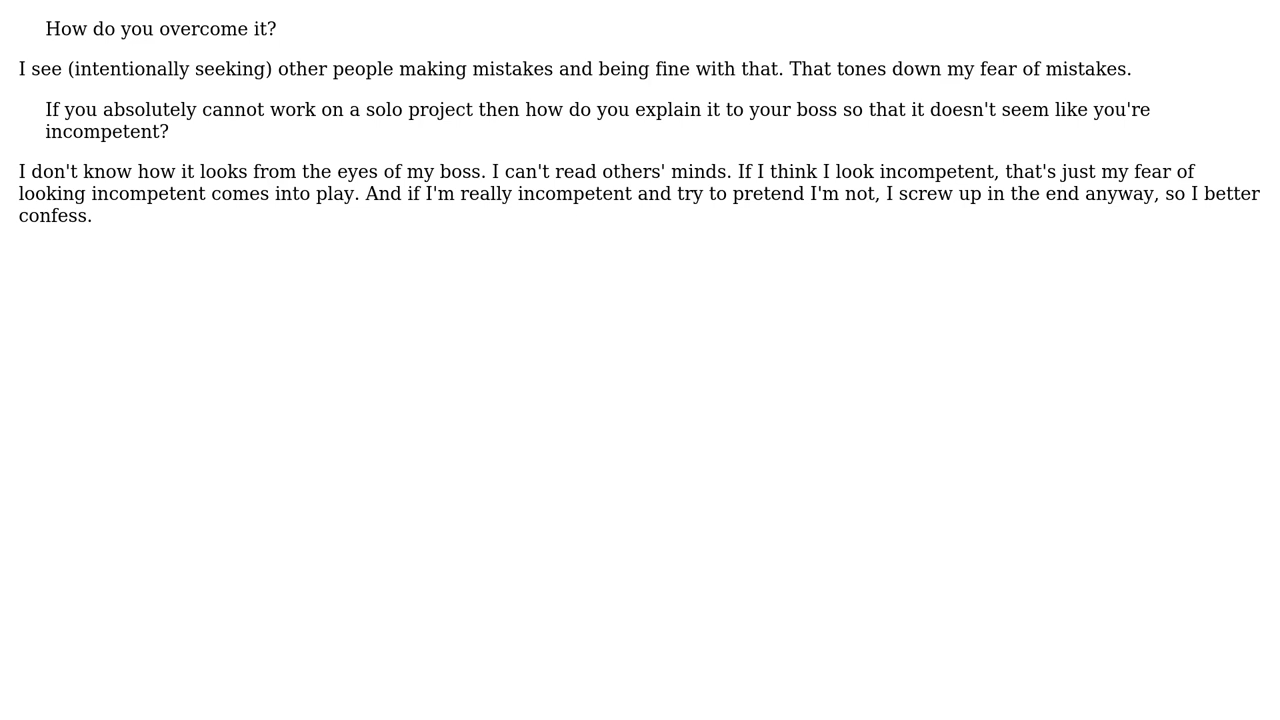 How do you overcome it?
I see (intentionally seeking) other people making mistakes and being fine with that. That tones down my fear of mistakes.
If you absolutely cannot work on a solo project then how do you explain it to your boss so that it doesn't seem like you're
incompetent?
I don't know how it looks from the eyes of my boss. I can't read others' minds. If I think I look incompetent, that's just my fear of
looking incompetent comes into play. And if I'm really incompetent and try to pretend I'm not, I screw up in the end anyway, so I better
confess.